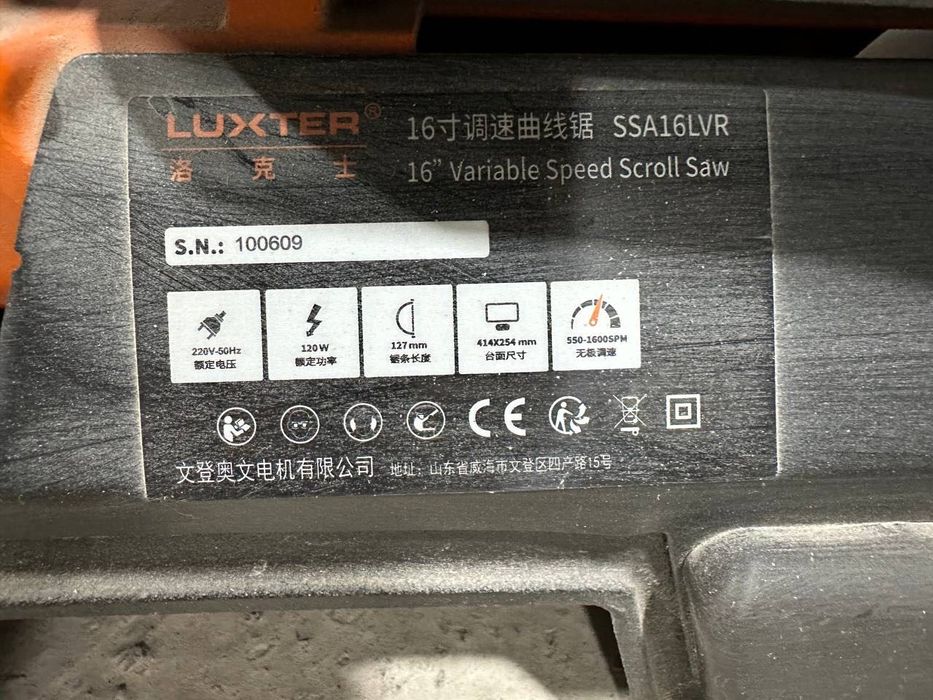 LUXTER®
洛克士
16寸调速曲线锯 SSA16LVR
16” Variable Speed Scroll Saw
S.N.: 100609
220V-50Hz
额定电压
120W
额定功率
127mm
锯条长度
414X254 mm
台面尺寸
550-1600SPM
无极调速
CE
文登奥文电机有限公司 地址：山东省威海市文登区四产路15号